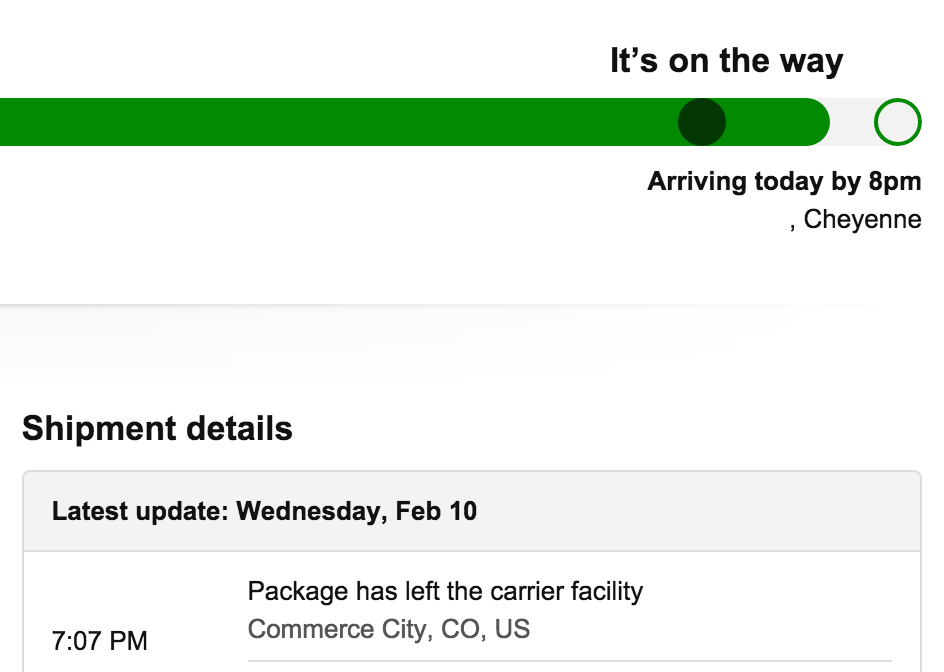 It’s on the way
Arriving today by 8pm
, Cheyenne
Shipment details
Latest update: Wednesday, Feb 10
Package has left the carrier facility
Commerce City, CO, US
7:07 PM